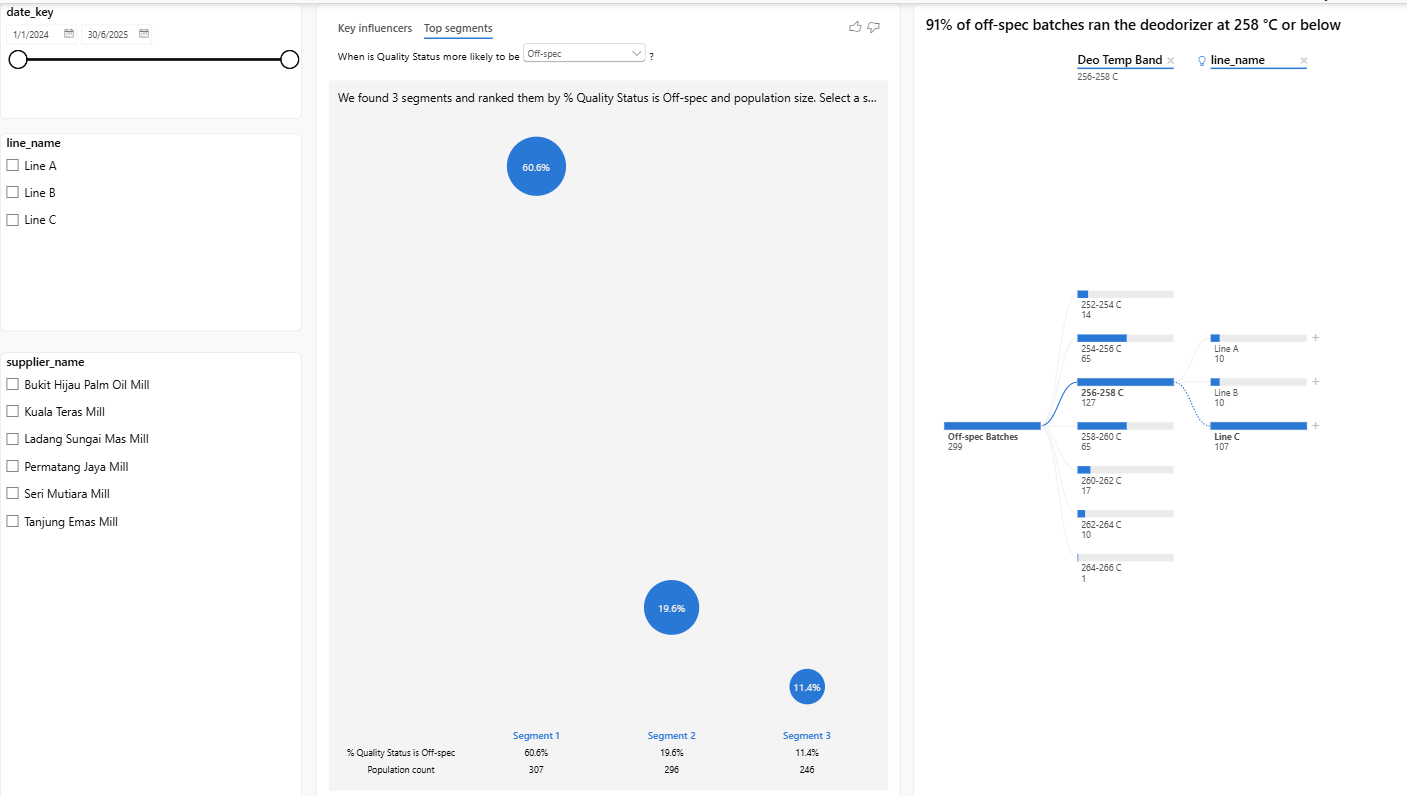 date_key
1/1/2024 30/6/2025
line_name
Line A
Line B
Line C
supplier_name
Bukit Hijau Palm Oil Mill
Kuala Teras Mill
Ladang Sungai Mas Mill
Permatang Jaya Mill
Seri Mutiara Mill
Tanjung Emas Mill
Key influencers Top segments
When is Quality Status more likely to be Off-spec ?
We found 3 segments and ranked them by % Quality Status is Off-spec and population size. Select a s...
60.6%
19.6%
11.4%
Segment 1 Segment 2 Segment 3
% Quality Status is Off-spec 60.6% 19.6% 11.4%
Population count 307 296 246
91% of off-spec batches ran the deodorizer at 258 °C or below
Deo Temp Band line_name
256-258 C
Off-spec Batches
299
252-254 C
14
254-256 C
65
256-258 C
127
258-260 C
65
260-262 C
17
262-264 C
10
264-266 C
1
Line A
10
Line B
10
Line C
107